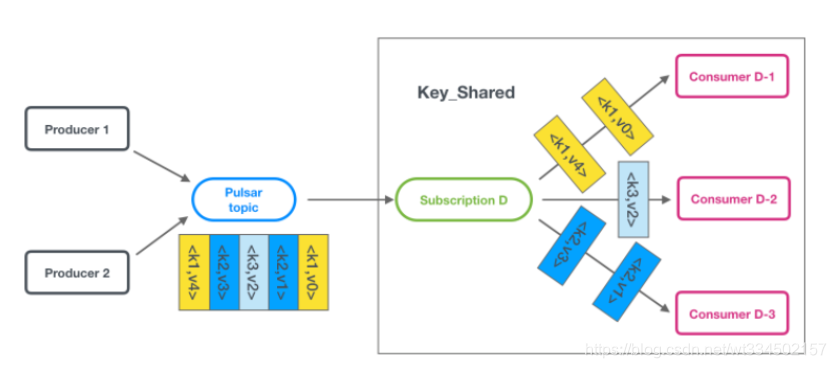 Key_Shared
Producer 1
Producer 2
Pulsar
topic
<k1,v4>
<k2,v3>
<k3,v2>
<k2,v1>
<k1,v0>
Subscription D
<k1,v4>
<k1,v0>
<k3,v2>
<k2,v3>
<k2,v1>
Consumer D-1
Consumer D-2
Consumer D-3
https://blog.csdn.net/wt334502157